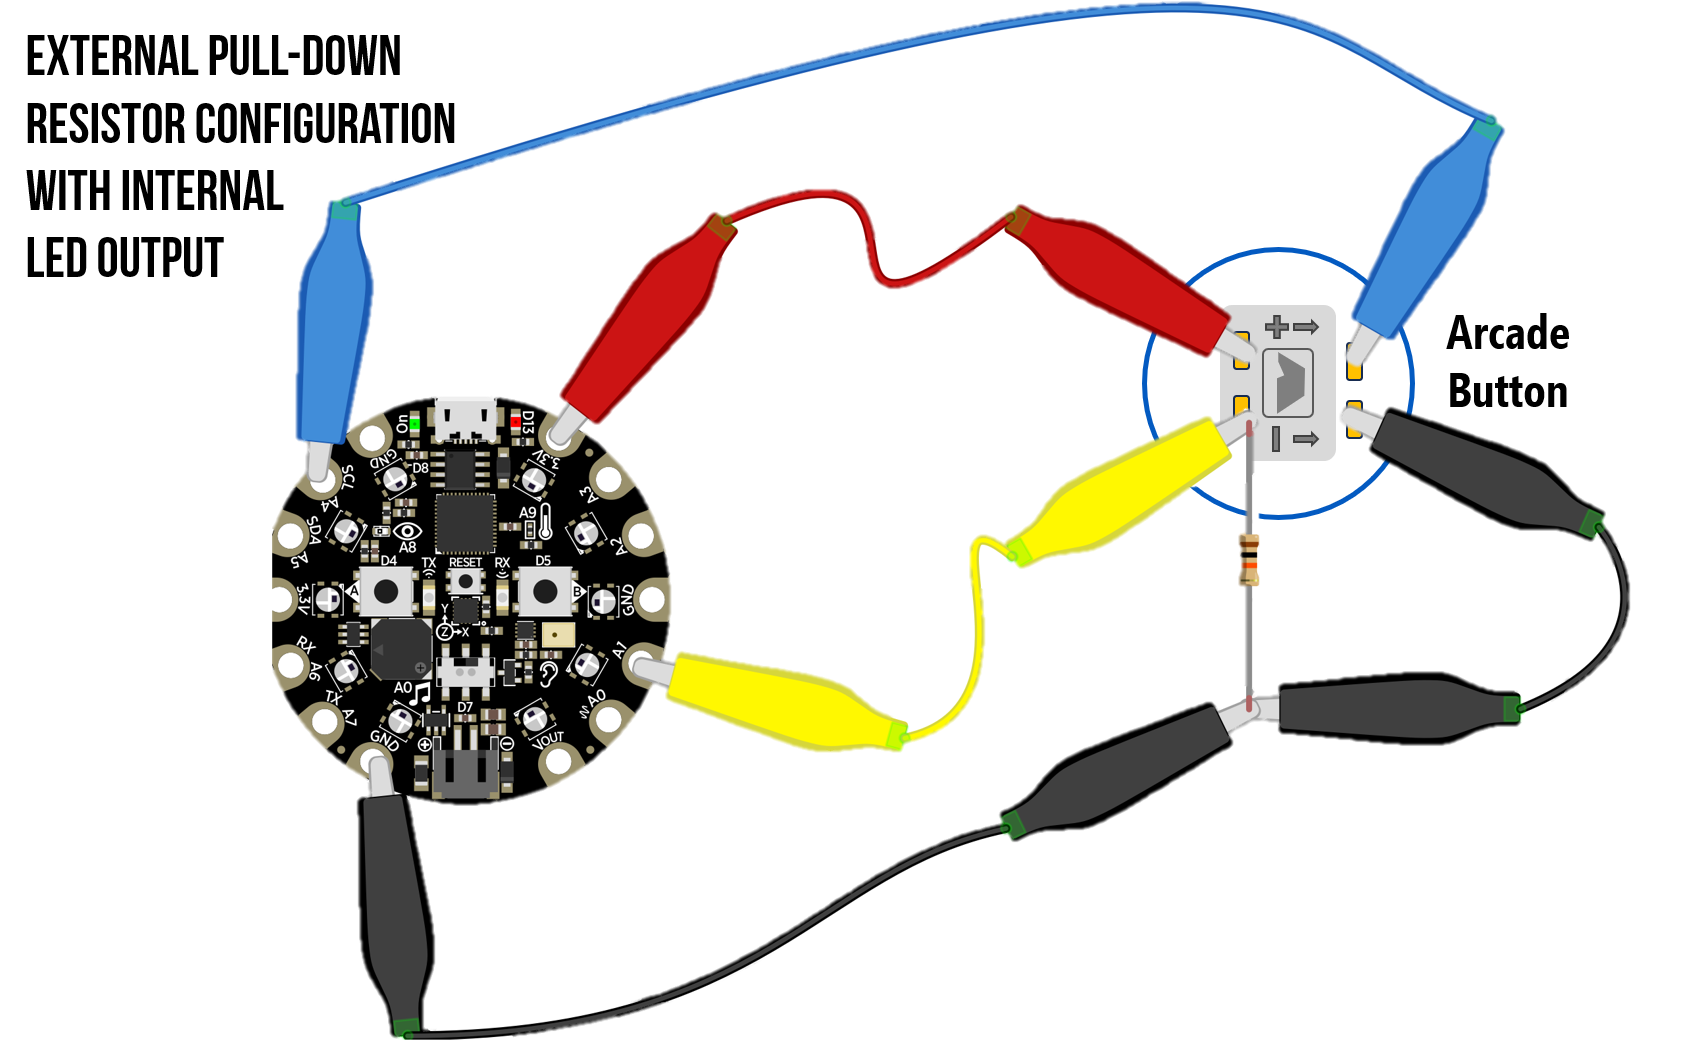 EXTERNAL PULL-DOWN
RESISTOR CONFIGURATION
WITH INTERNAL
LED OUTPUT
Arcade
Button
On
D13
GND
D8
3.3V
SCL
A4
A3
A9
SDA
A5
A8
A2
D4
TX
RESET
RX
D5
A
B
3.3V
GND
Y
Z
X
RX
A6
A1
A0
A0
TX
A7
D7
GND
VOUT